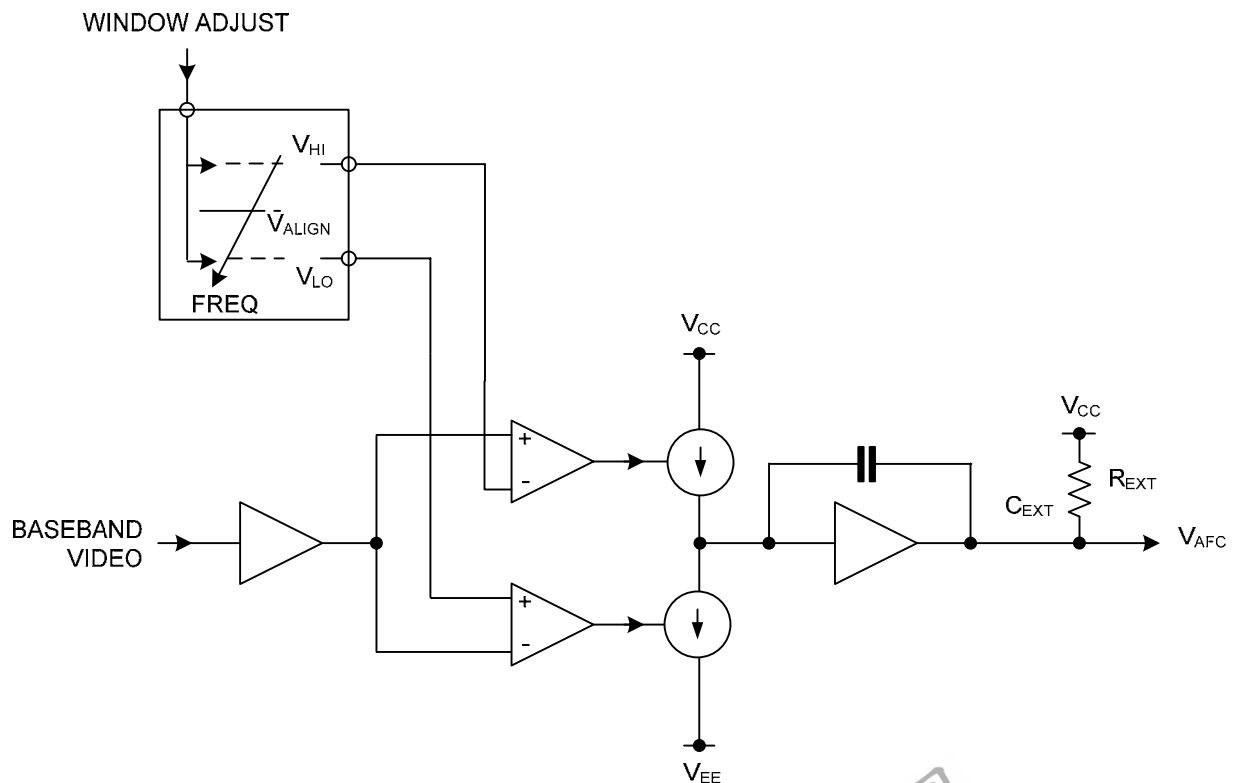 WINDOW ADJUST
VHI
VALIGN
VLO
FREQ
VCC
VCC
+
-
REXT
CEXT
BASEBAND
VIDEO
VAFC
+
-
VEE